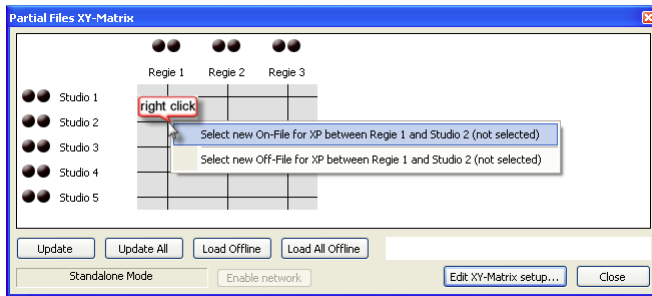 Partial Files XY-Matrix
Regie 1 Regie 2 Regie 3
Studio 1
right click
Studio 2
Select new On-File for XP between Regie 1 and Studio 2 (not selected)
Studio 3
Select new Off-File for XP between Regie 1 and Studio 2 (not selected)
Studio 4
Studio 5
Update Update All Load Offline Load All Offline
Standalone Mode Enable network Edit XY-Matrix setup... Close